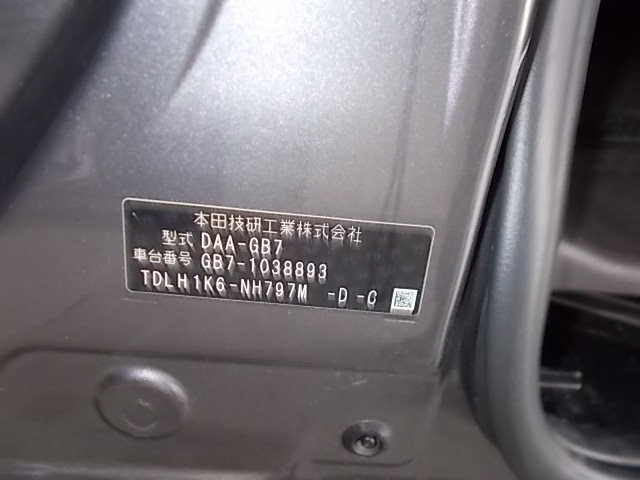 本田技研工業株式会社
型式 DAA-GB7
車台番号 GB7-1038893
TDLH1K6-NH797M -D -C